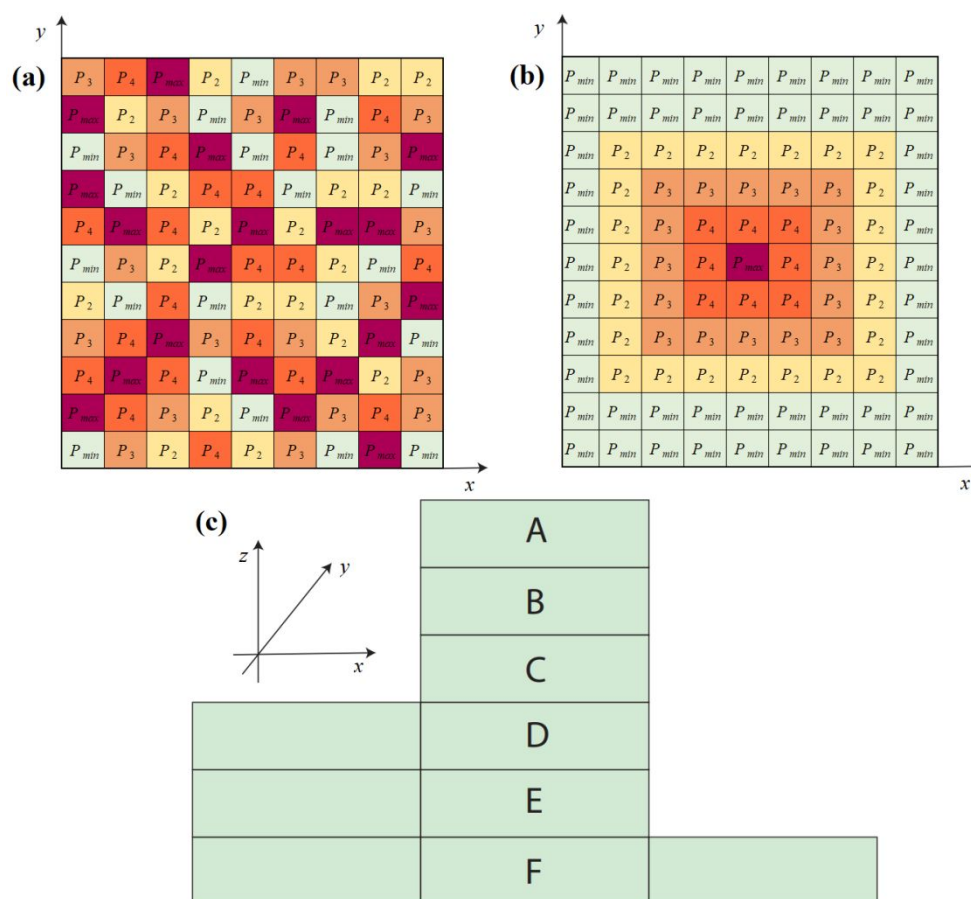 y y
(a) (b)
P3 P4 Pmax P2 Pmin P3 P3 P2 P2
Pmax P2 P3 Pmin P3 Pmax Pmin P4 P3
Pmin P3 P4 Pmax Pmin P4 Pmin P3 Pmax
Pmax Pmin P2 P4 P4 Pmin P2 P2 Pmin
P4 Pmax P4 P2 Pmax P2 Pmax Pmax P3
Pmin P3 P2 Pmax P4 P4 P2 Pmin P4
P2 Pmin P4 Pmin P2 P2 Pmin P3 Pmax
P3 P4 Pmax P3 P4 P3 P2 Pmax Pmin
P4 Pmax P4 Pmin Pmax P4 Pmax P2 P3
Pmax P4 P3 P2 Pmin Pmax P3 P4 P3
Pmin P3 P2 P4 P2 P3 Pmin Pmax Pmin
x
Pmin Pmin Pmin Pmin Pmin Pmin Pmin Pmin Pmin
Pmin Pmin Pmin Pmin Pmin Pmin Pmin Pmin Pmin
Pmin P2 P2 P2 P2 P2 P2 P2 Pmin
Pmin P2 P3 P3 P3 P3 P3 P2 Pmin
Pmin P2 P3 P4 P4 P4 P3 P2 Pmin
Pmin P2 P3 P4 Pmax P4 P3 P2 Pmin
Pmin P2 P3 P4 P4 P4 P3 P2 Pmin
Pmin P2 P3 P3 P3 P3 P3 P2 Pmin
Pmin P2 P2 P2 P2 P2 P2 P2 Pmin
Pmin Pmin Pmin Pmin Pmin Pmin Pmin Pmin Pmin
Pmin Pmin Pmin Pmin Pmin Pmin Pmin Pmin Pmin
x
(c)
z
y
x
A
B
C
D
E
F